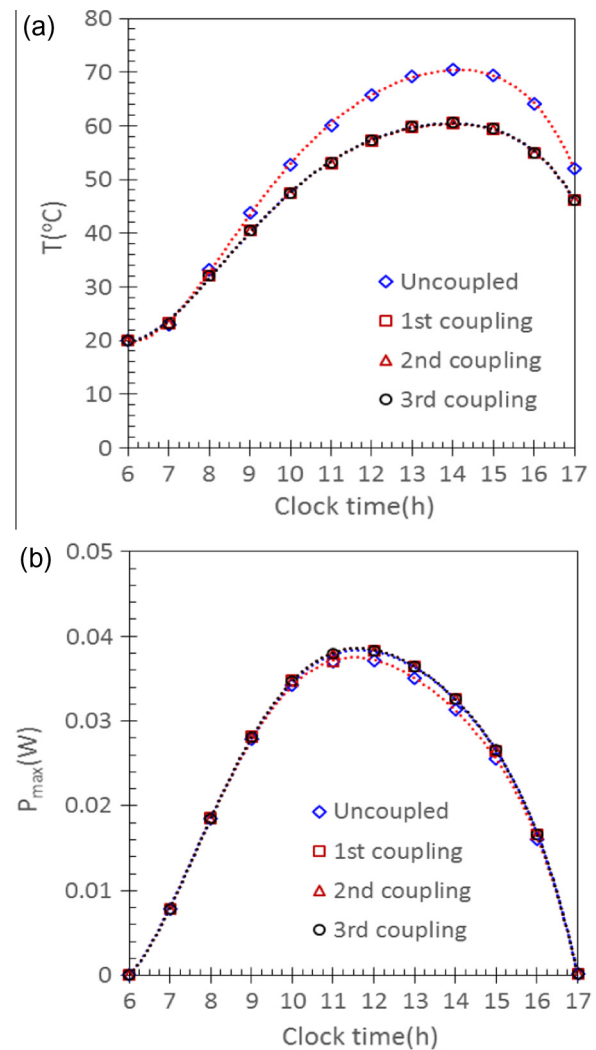 (a)
80
70
60
50
40
30
20
10
0
T(°C)
Uncoupled
1st coupling
2nd coupling
3rd coupling
6 7 8 9 10 11 12 13 14 15 16 17
Clock time(h)
(b)
0.05
0.04
0.03
0.02
0.01
0
Pmax(W)
Uncoupled
1st coupling
2nd coupling
3rd coupling
6 7 8 9 10 11 12 13 14 15 16 17
Clock time(h)